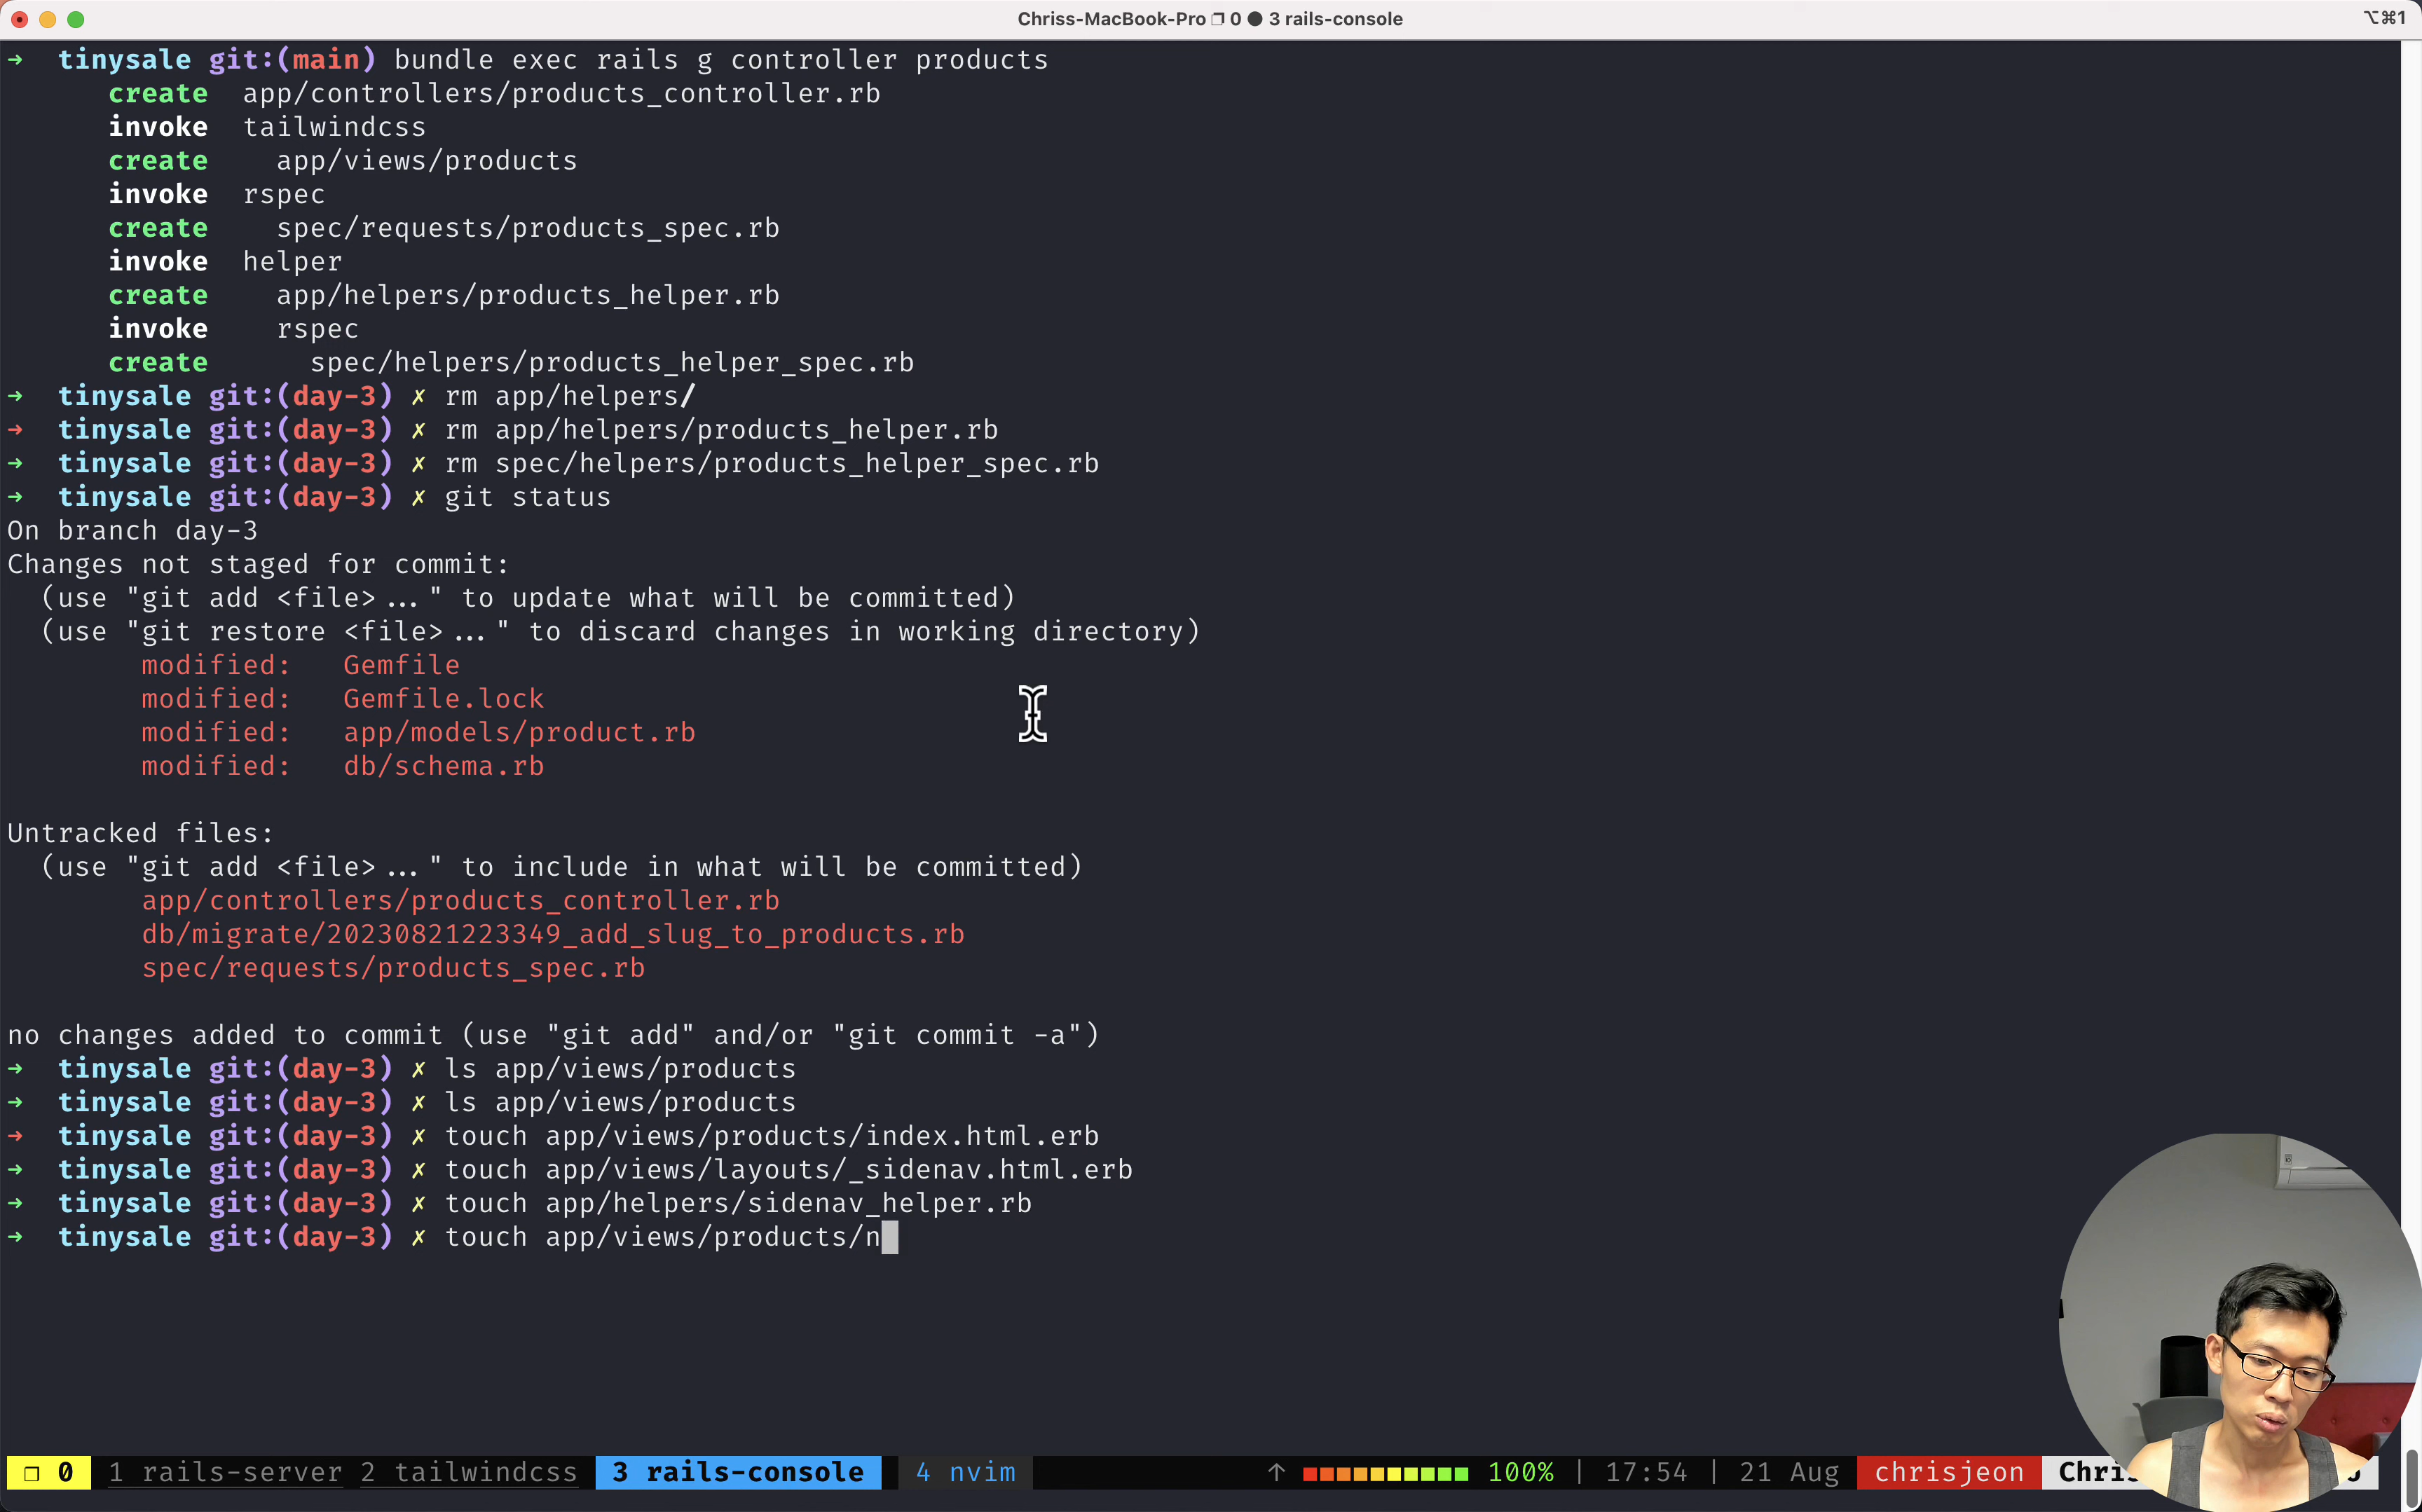 Chriss-MacBook-Pro ❐ 0 ● 3 rails-console
⌥⌘1
→ tinysale git:(main) bundle exec rails g controller products
create app/controllers/products_controller.rb
invoke tailwindcss
create app/views/products
invoke rspec
create spec/requests/products_spec.rb
invoke helper
create app/helpers/products_helper.rb
invoke rspec
create spec/helpers/products_helper_spec.rb
→ tinysale git:(day-3) ✗ rm app/helpers/
→ tinysale git:(day-3) ✗ rm app/helpers/products_helper.rb
→ tinysale git:(day-3) ✗ rm spec/helpers/products_helper_spec.rb
→ tinysale git:(day-3) ✗ git status
On branch day-3
Changes not staged for commit:
(use "git add <file>..." to update what will be committed)
(use "git restore <file>..." to discard changes in working directory)
modified: Gemfile
modified: Gemfile.lock
modified: app/models/product.rb
modified: db/schema.rb
Untracked files:
(use "git add <file>..." to include in what will be committed)
app/controllers/products_controller.rb
db/migrate/20230821223349_add_slug_to_products.rb
spec/requests/products_spec.rb
no changes added to commit (use "git add" and/or "git commit -a")
→ tinysale git:(day-3) ✗ ls app/views/products
→ tinysale git:(day-3) ✗ ls app/views/products
→ tinysale git:(day-3) ✗ touch app/views/products/index.html.erb
→ tinysale git:(day-3) ✗ touch app/views/layouts/_sidenav.html.erb
→ tinysale git:(day-3) ✗ touch app/helpers/sidenav_helper.rb
→ tinysale git:(day-3) ✗ touch app/views/products/n
❐ 0 1 rails-server 2 tailwindcss 3 rails-console 4 nvim ↑ 100% | 17:54 | 21 Aug chrisjeon